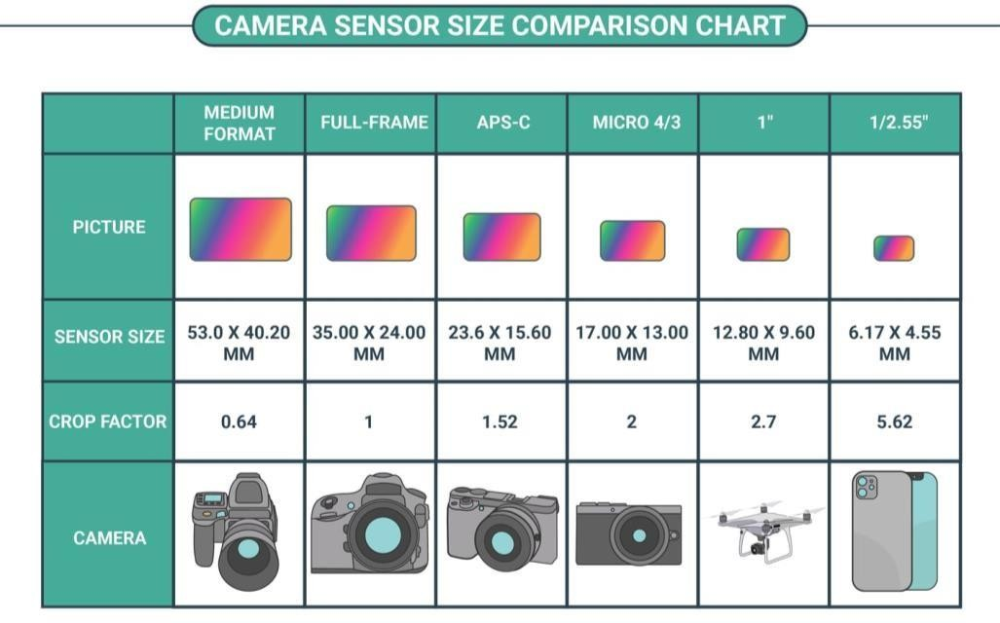 CAMERA SENSOR SIZE COMPARISON CHART
MEDIUM
FORMAT
FULL-FRAME
APS-C
MICRO 4/3
1"
1/2.55"
PICTURE
SENSOR SIZE
53.0 X 40.20
MM
35.00 X 24.00
MM
23.6 X 15.60
MM
17.00 X 13.00
MM
12.80 X 9.60
MM
6.17 X 4.55
MM
CROP FACTOR
0.64
1
1.52
2
2.7
5.62
CAMERA